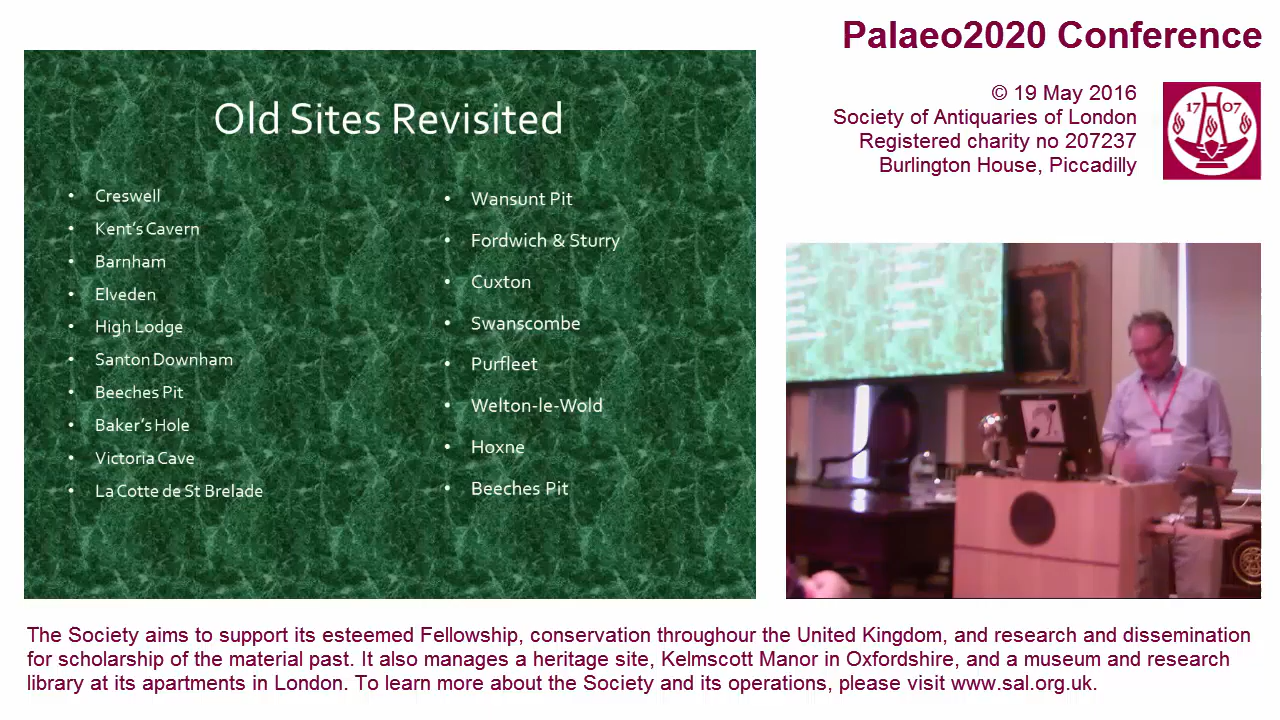 Palaeo2020 Conference
© 19 May 2016
Society of Antiquaries of London
Registered charity no 207237
Burlington House, Piccadilly
17 07
Old Sites Revisited
• Creswell
• Kent's Cavern
• Barnham
• Elveden
• High Lodge
• Santon Downham
• Beeches Pit
• Baker's Hole
• Victoria Cave
• La Cotte de St Brelade
• Wansunt Pit
• Fordwich & Sturry
• Cuxton
• Swanscombe
• Purfleet
• Welton-le-Wold
• Hoxne
• Beeches Pit
The Society aims to support its esteemed Fellowship, conservation throughour the United Kingdom, and research and dissemination
for scholarship of the material past. It also manages a heritage site, Kelmscott Manor in Oxfordshire, and a museum and research
library at its apartments in London. To learn more about the Society and its operations, please visit www.sal.org.uk.